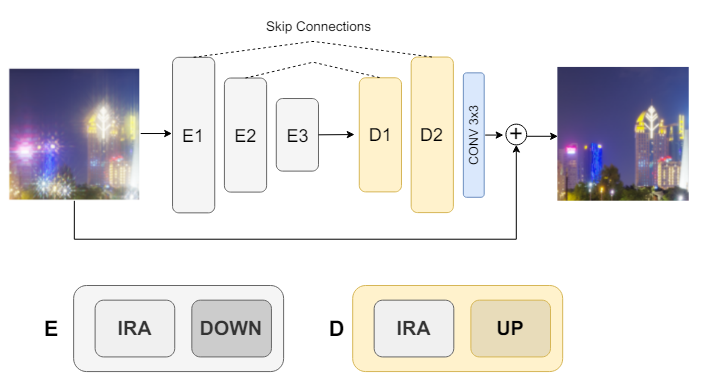 Skip Connections
E1
E2
E3
D1
D2
CONV 3x3
+
E
IRA
DOWN
D
IRA
UP